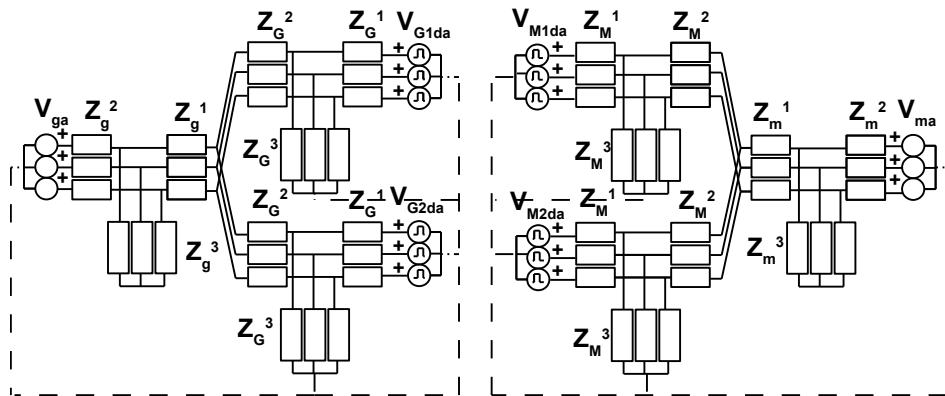 Z_G^2 Z_G^1 V_G1da + + +
V_M1da + + + Z_M^1 Z_M^2
V_ga + + + Z_g^2 Z_g^1
Z_G^3
Z_M^3
Z_m^1 Z_m^2 V_ma + + +
Z_g^3
Z_G^2 Z_G^1 V_G2da + + +
V_M2da + + + Z_M^1 Z_M^2
Z_m^3
Z_G^3
Z_M^3